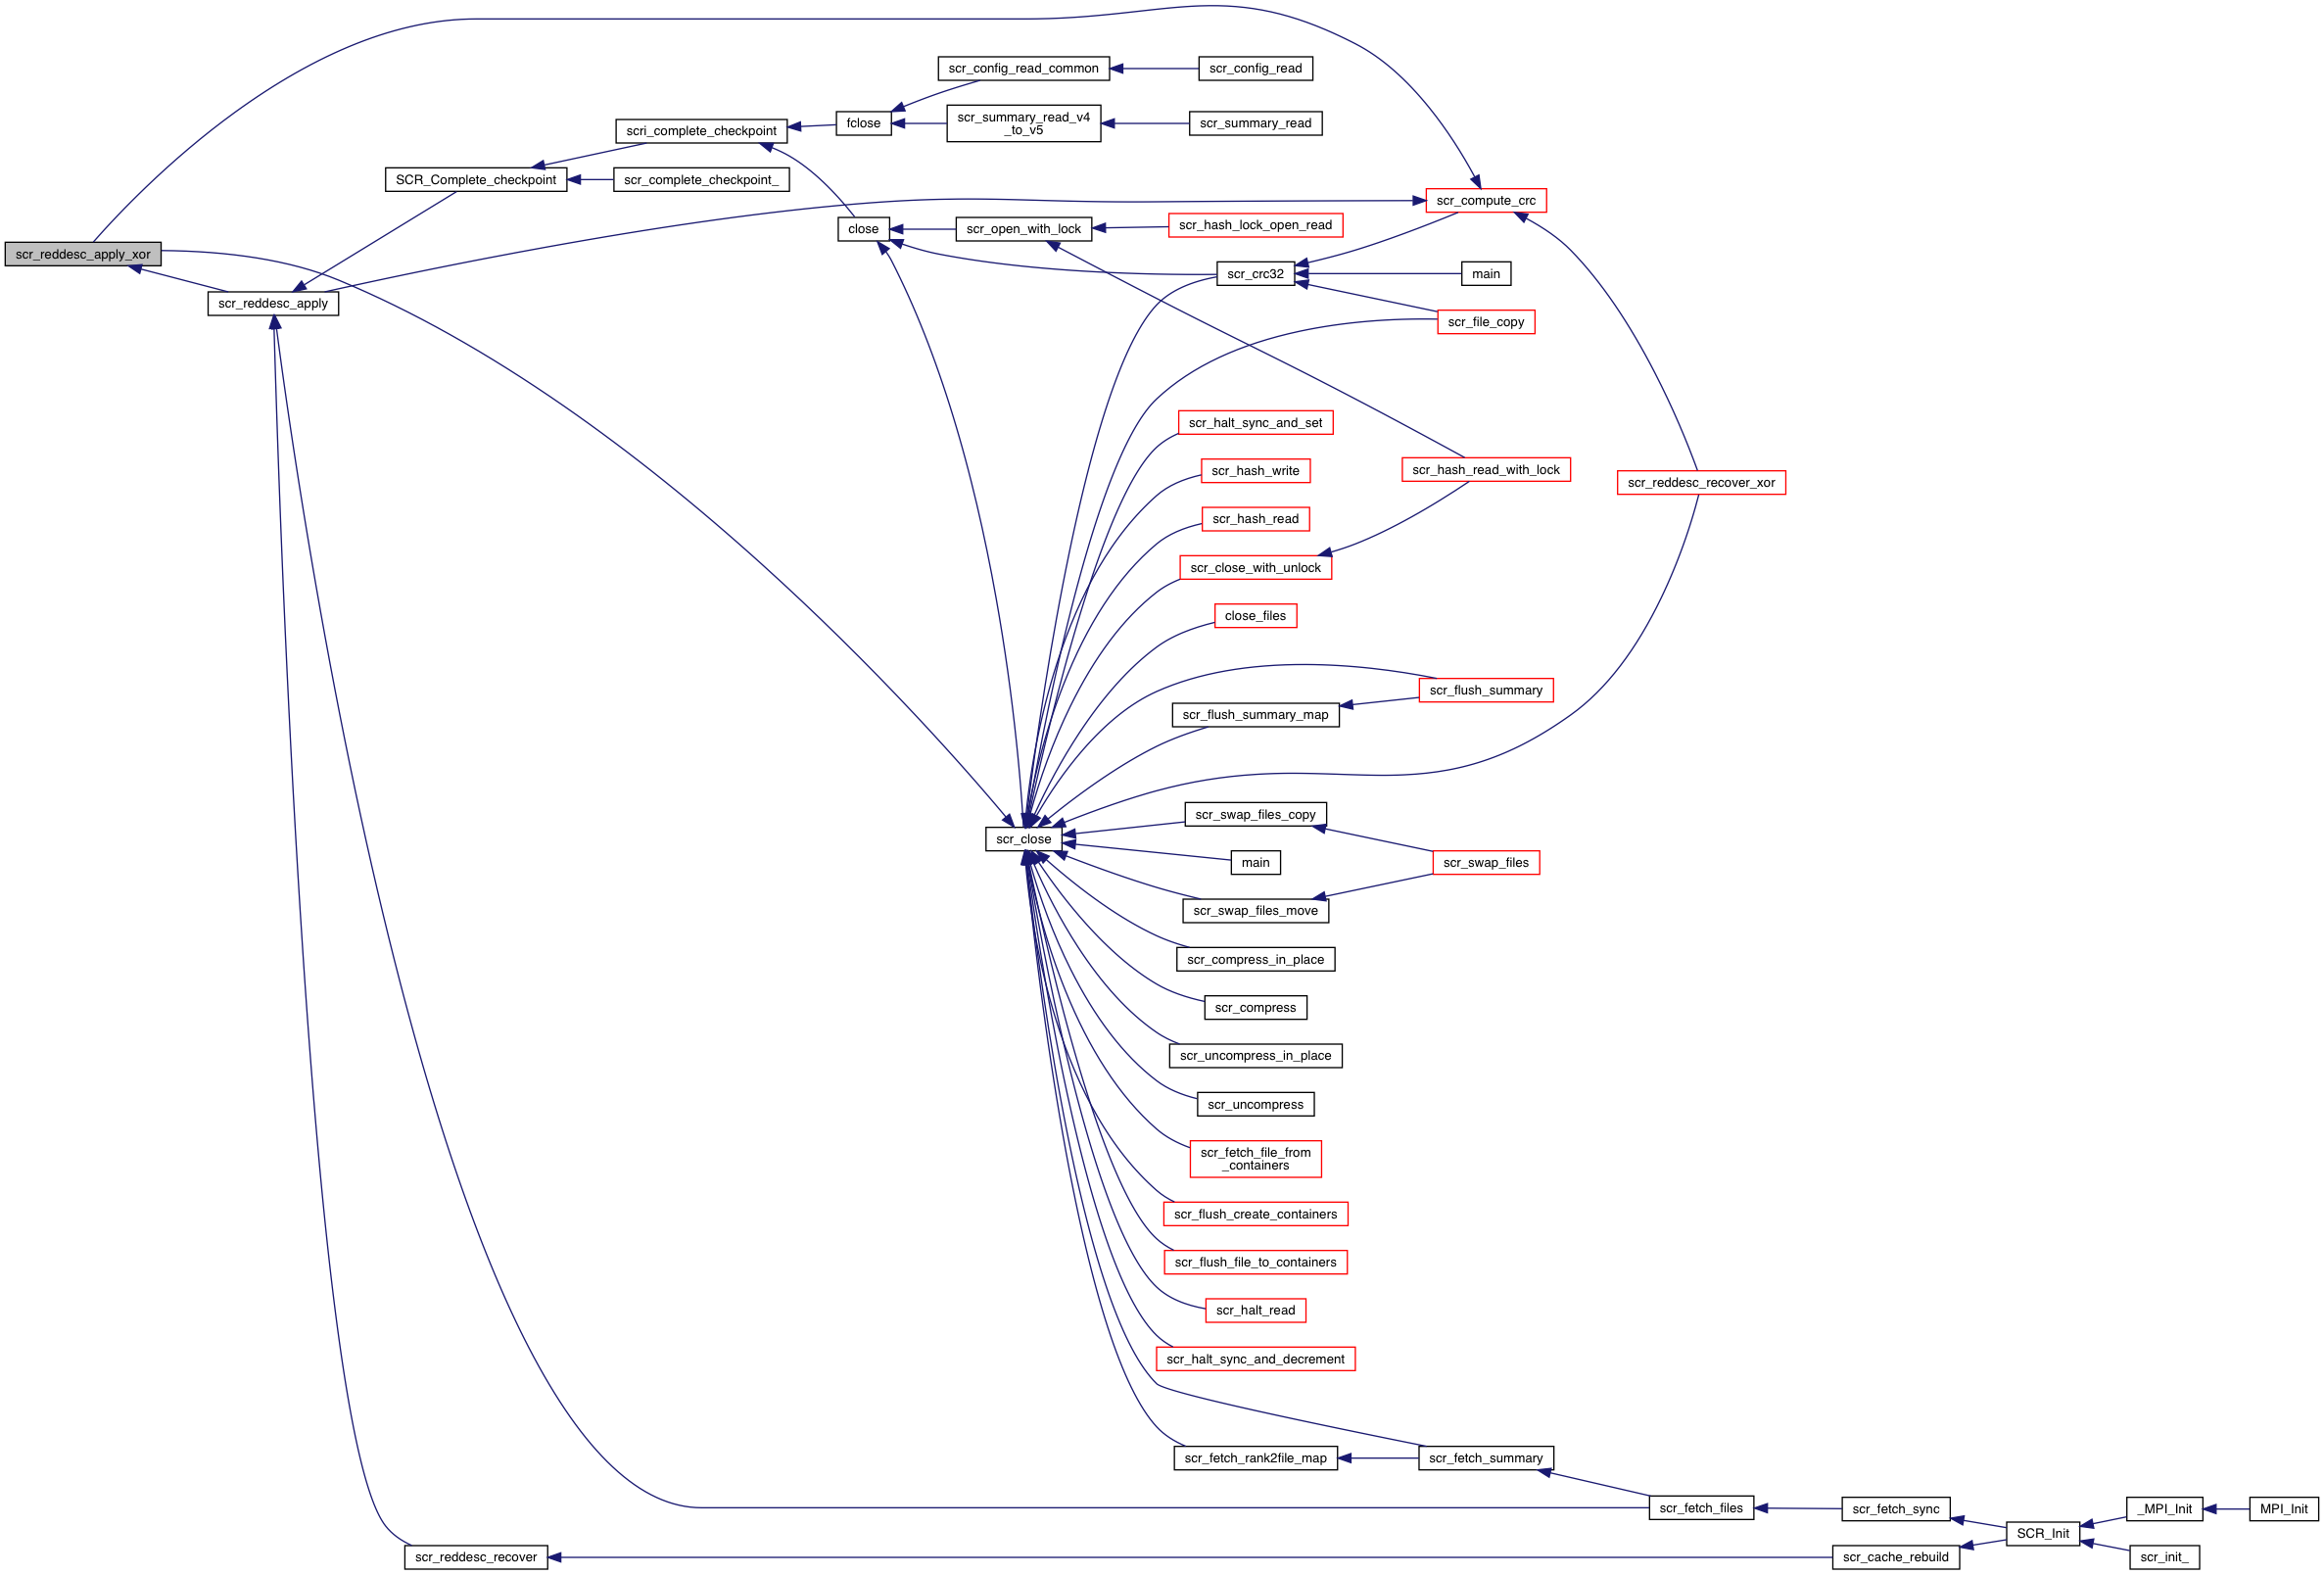 scr_config_read_common
scr_config_read
fclose
scr_summary_read_v4
_to_v5
scr_summary_read
scri_complete_checkpoint
SCR_Complete_checkpoint
scr_complete_checkpoint_
scr_compute_crc
close
scr_open_with_lock
scr_hash_lock_open_read
scr_reddesc_apply_xor
scr_crc32
main
scr_reddesc_apply
scr_file_copy
scr_halt_sync_and_set
scr_hash_write
scr_hash_read_with_lock
scr_reddesc_recover_xor
scr_hash_read
scr_close_with_unlock
close_files
scr_flush_summary
scr_flush_summary_map
scr_swap_files_copy
scr_close
main
scr_swap_files
scr_swap_files_move
scr_compress_in_place
scr_compress
scr_uncompress_in_place
scr_uncompress
scr_fetch_file_from
_containers
scr_flush_create_containers
scr_flush_file_to_containers
scr_halt_read
scr_halt_sync_and_decrement
scr_fetch_rank2file_map
scr_fetch_summary
scr_fetch_files
scr_fetch_sync
_MPI_Init
MPI_Init
SCR_Init
scr_reddesc_recover
scr_cache_rebuild
scr_init_